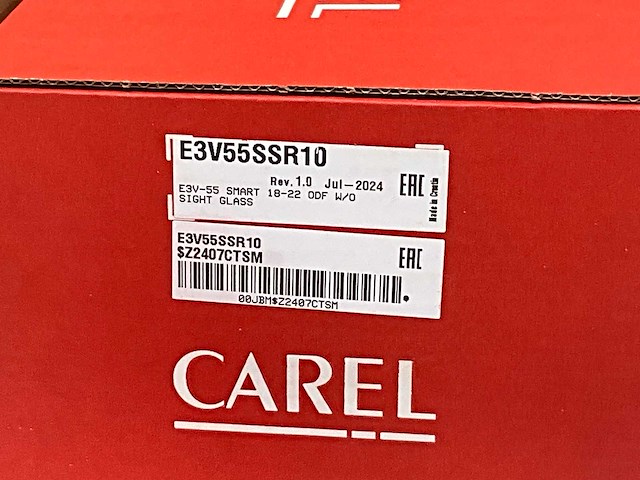 E3V55SSR10
Rev.1.0 Jul-2024
E3V-55 SMART 18-22 ODF W/O
SIGHT GLASS
EAC
Made in Croatia
E3V55SSR10
$Z2407CTSM
EAC
00JBM$Z2407CTSM
CAREL